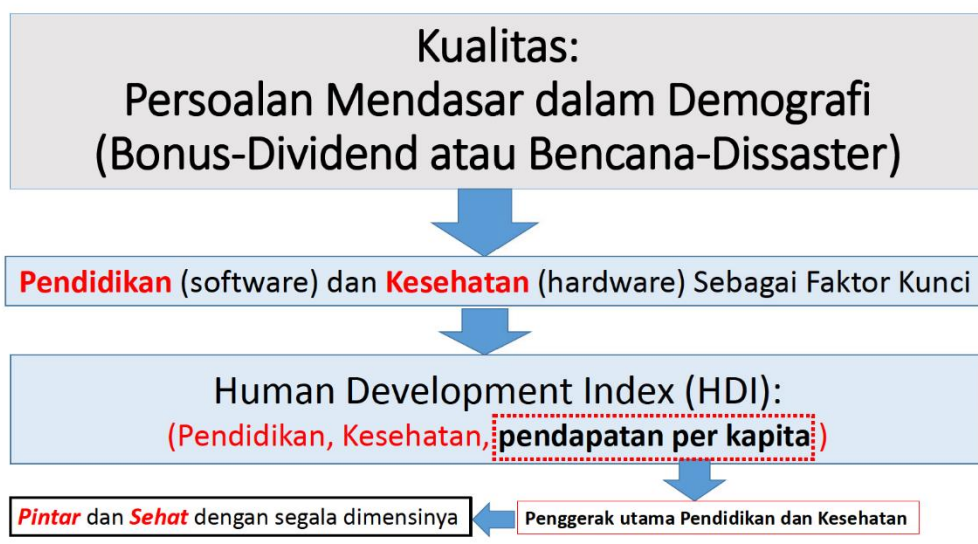 Kualitas:
Persoalan Mendasar dalam Demografi
(Bonus-Dividend atau Bencana-Dissaster)
Pendidikan (software) dan Kesehatan (hardware) Sebagai Faktor Kunci
Human Development Index (HDI):
(Pendidikan, Kesehatan, pendapatan per kapita )
Pintar dan Sehat dengan segala dimensinya
Penggerak utama Pendidikan dan Kesehatan